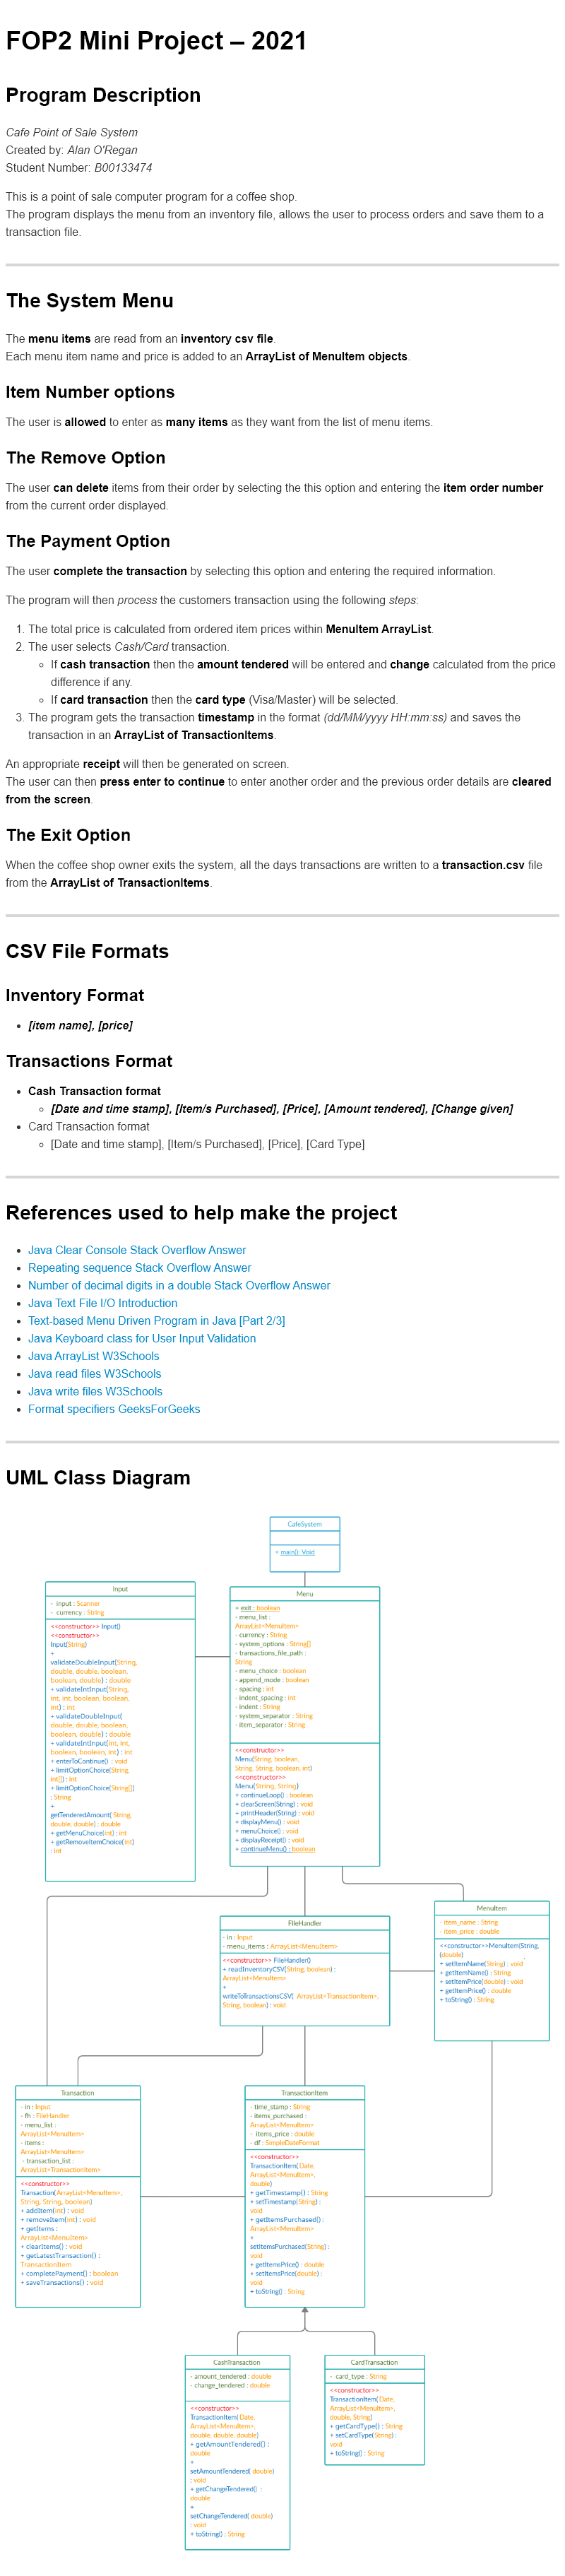 FOP2 Mini Project – 2021
Program Description
Cafe Point of Sale System
Created by: Alan O'Regan
Student Number: B00133474
This is a point of sale computer program for a coffee shop.
The program displays the menu from an inventory file, allows the user to process orders and save them to a
transaction file.
The System Menu
The menu items are read from an inventory csv file.
Each menu item name and price is added to an ArrayList of MenuItem objects.
Item Number options
The user is allowed to enter as many items as they want from the list of menu items.
The Remove Option
The user can delete items from their order by selecting the this option and entering the item order number
from the current order displayed.
The Payment Option
The user complete the transaction by selecting this option and entering the required information.
The program will then process the customers transaction using the following steps:
1. The total price is calculated from ordered item prices within MenuItem ArrayList.
2. The user selects Cash/Card transaction.
If cash transaction then the amount tendered will be entered and change calculated from the price
difference if any.
If card transaction then the card type (Visa/Master) will be selected.
3. The program gets the transaction timestamp in the format (dd/MM/yyyy HH:mm:ss) and saves the
transaction in an ArrayList of TransactionItems.
An appropriate receipt will then be generated on screen.
The user can then press enter to continue to enter another order and the previous order details are cleared
from the screen.
The Exit Option
When the coffee shop owner exits the system, all the days transactions are written to a transaction.csv file
from the ArrayList of TransactionItems.
CSV File Formats
Inventory Format
[item name], [price]
Transactions Format
Cash Transaction format
[Date and time stamp], [Item/s Purchased], [Price], [Amount tendered], [Change given]
Card Transaction format
[Date and time stamp], [Item/s Purchased], [Price], [Card Type]
References used to help make the project
Java Clear Console Stack Overflow Answer
Repeating sequence Stack Overflow Answer
Number of decimal digits in a double Stack Overflow Answer
Java Text File I/O Introduction
Text-based Menu Driven Program in Java [Part 2/3]
Java Keyboard class for User Input Validation
Java ArrayList W3Schools
Java read files W3Schools
Java write files W3Schools
Format specifiers GeeksForGeeks
UML Class Diagram
CafeSystem
+ main(): Void
Input
- input : Scanner
- currency : String
<<constructor>> Input()
<<constructor>>
Input(String)
+
validateDoubleInput(String,
double, double, boolean,
boolean, double) : double
+ validateIntInput(String,
int, int, boolean, boolean,
int) : int
+ validateDoubleInput(
double, double, boolean,
boolean, double) : double
+ validateIntInput(int, int,
boolean, boolean, int) : int
+ enterToContinue() : void
+ limitOptionChoice(String,
int[]) : int
+ limitOptionChoice(String[])
: String
+
getTenderedAmount( String,
double, double) : double
+ getMenuChoice(int) : int
+ getRemoveItemChoice( int)
: int
Menu
+ exit : boolean
- menu_list :
ArrayList<MenuItem>
- currency : String
- system_options : String[]
- transactions_file_path :
String
- menu_choice : boolean
- append_mode : boolean
- spacing : int
- indent_spacing : int
- indent : String
- system_separator : String
- item_separator : String
<<constructor>>
Menu(String, boolean,
String, String, boolean, int)
<<constructor>>
Menu(String, String)
+ continueLoop() : boolean
+ clearScreen(String) : void
+ printHeader(String) : void
+ displayMenu() : void
+ menuChoice() : void
+ displayReceipt() : void
+ continueMenu() : boolean
FileHandler
- in : Input
- menu_items : ArrayList<MenuItem>
<<constructor>> FileHandler()
+ readInventoryCSV(String, boolean) :
ArrayList<MenuItem>
+
writeToTransactionsCSV( ArrayList<TransactionItem>,
String, boolean) : void
MenuItem
- item_name : String
- item_price : double
<<constructor>>MenuItem(String,
(double)
+ setItemName(String) : void
+ getItemName() : String
+ setItemPrice(double) : void
+ getItemPrice() : double
+ toString() : String
Transaction
- in : Input
- fh : FileHandler
- menu_list :
ArrayList<MenuItem>
- items :
ArrayList<MenuItem>
- transaction_list :
ArrayList<TransactionItem>
<<constructor>>
Transaction(ArrayList<MenuItem>,
String, String, boolean)
+ addItem(int) : void
+ removeItem(int) : void
+ getItems :
ArrayList<MenuItem>
+ clearItems() : void
+ getLatestTransaction() :
TransactionItem
+ completePayment() : boolean
+ saveTransactions() : void
TransactionItem
- time_stamp : String
- items_purchased :
ArrayList<MenuItem>
- items_price : double
- df : SimpleDateFormat
<<constructor>>
TransactionItem( Date,
ArrayList<MenuItem>,
double)
+ getTimestamp() : String
+ setTimestamp(String) :
void
+ getItemsPurchased() :
ArrayList<MenuItem>
+
setItemsPurchased(String) :
void
+ getItemsPrice() : double
+ setItemsPrice(double) :
void
+ toString() : String
CashTransaction
- amount_tendered : double
- change_tendered : double
<<constructor>>
TransactionItem( Date,
ArrayList<MenuItem>,
double, double, double)
+ getAmountTendered() :
double
+
setAmountTendered( double)
: void
+ getChangeTendered() :
double
+
setChangeTendered( double)
: void
+ toString() : String
CardTransaction
- card_type : String
<<constructor>>
TransactionItem( Date,
ArrayList<MenuItem>,
double, String)
+ getCardType() : String
+ setCardType(String) :
void
+ toString() : String